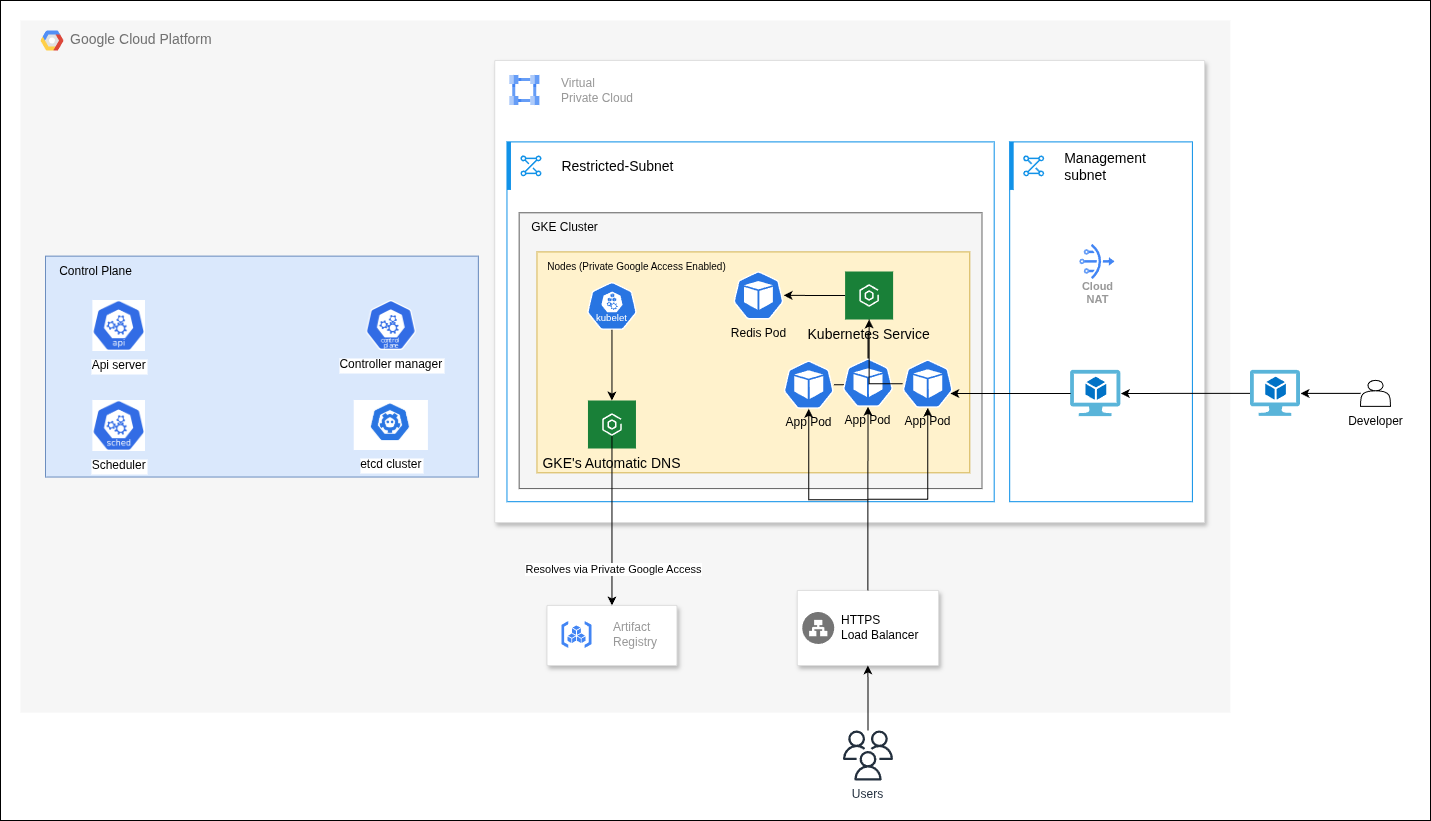 Google Cloud Platform
Virtual
Private Cloud
Restricted-Subnet
Management
subnet
GKE Cluster
Nodes (Private Google Access Enabled)
kubelet
Redis Pod
Kubernetes Service
Cloud
NAT
App Pod
App Pod
App Pod
GKE's Automatic DNS
Control Plane
api
Api server
control
plane
Controller manager
sched
Scheduler
etcd cluster
Developer
Resolves via Private Google Access
Artifact
Registry
HTTPS
Load Balancer
Users